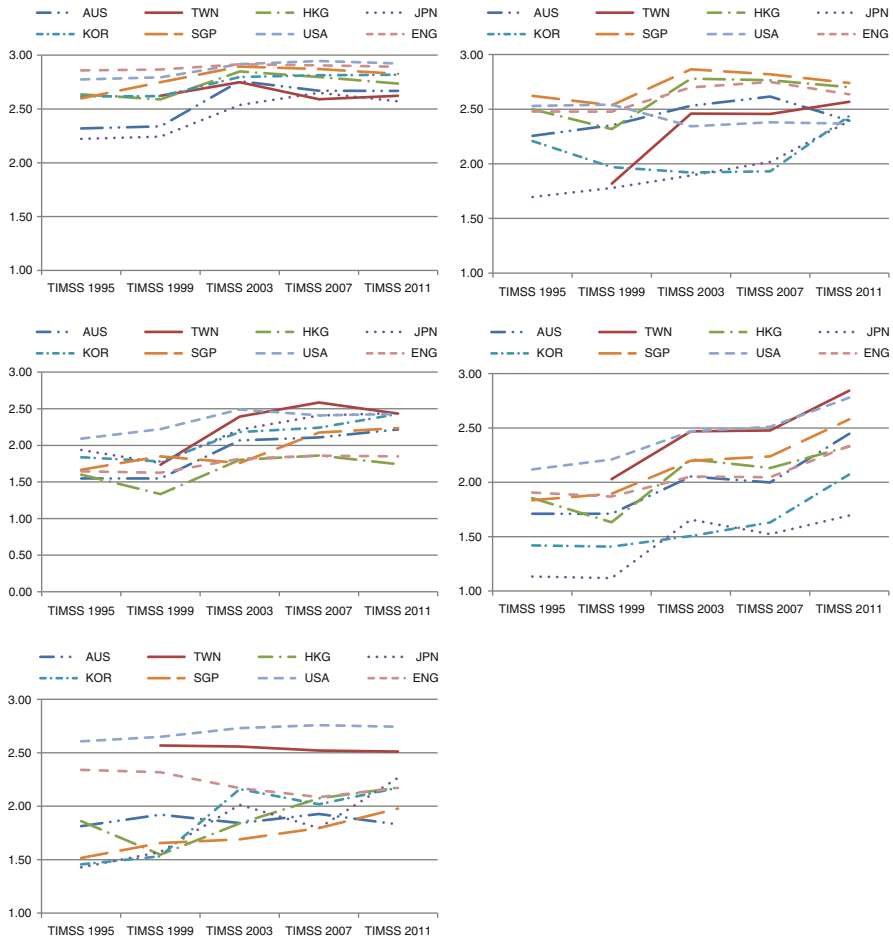 AUS TWN HKG JPN
KOR SGP USA ENG
3.00
2.50
2.00
1.50
1.00
TIMSS 1995 TIMSS 1999 TIMSS 2003 TIMSS 2007 TIMSS 2011
AUS TWN HKG JPN
KOR SGP USA ENG
3.00
2.50
2.00
1.50
1.00
TIMSS 1995 TIMSS 1999 TIMSS 2003 TIMSS 2007 TIMSS 2011
AUS TWN HKG JPN
KOR SGP USA ENG
3.00
2.50
2.00
1.50
1.00
0.50
0.00
TIMSS 1995 TIMSS 1999 TIMSS 2003 TIMSS 2007 TIMSS 2011
AUS TWN HKG JPN
KOR SGP USA ENG
3.00
2.50
2.00
1.50
1.00
TIMSS 1995 TIMSS 1999 TIMSS 2003 TIMSS 2007 TIMSS 2011
AUS TWN HKG JPN
KOR SGP USA ENG
3.00
2.50
2.00
1.50
1.00
TIMSS 1995 TIMSS 1999 TIMSS 2003 TIMSS 2007 TIMSS 2011